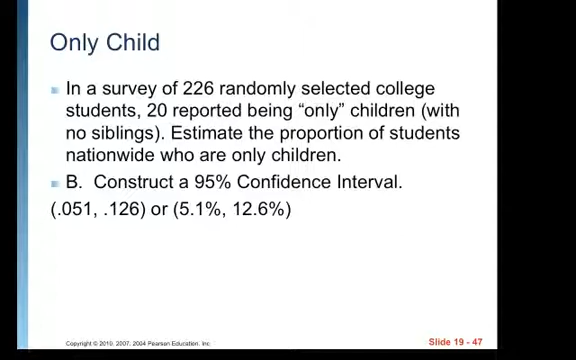 Only Child
In a survey of 226 randomly selected college
students, 20 reported being “only” children (with
no siblings). Estimate the proportion of students
nationwide who are only children.
B. Construct a 95% Confidence Interval.
(.051, .126) or (5.1%, 12.6%)
Copyright © 2010, 2007, 2004 Pearson Education, Inc.
Slide 19 - 47